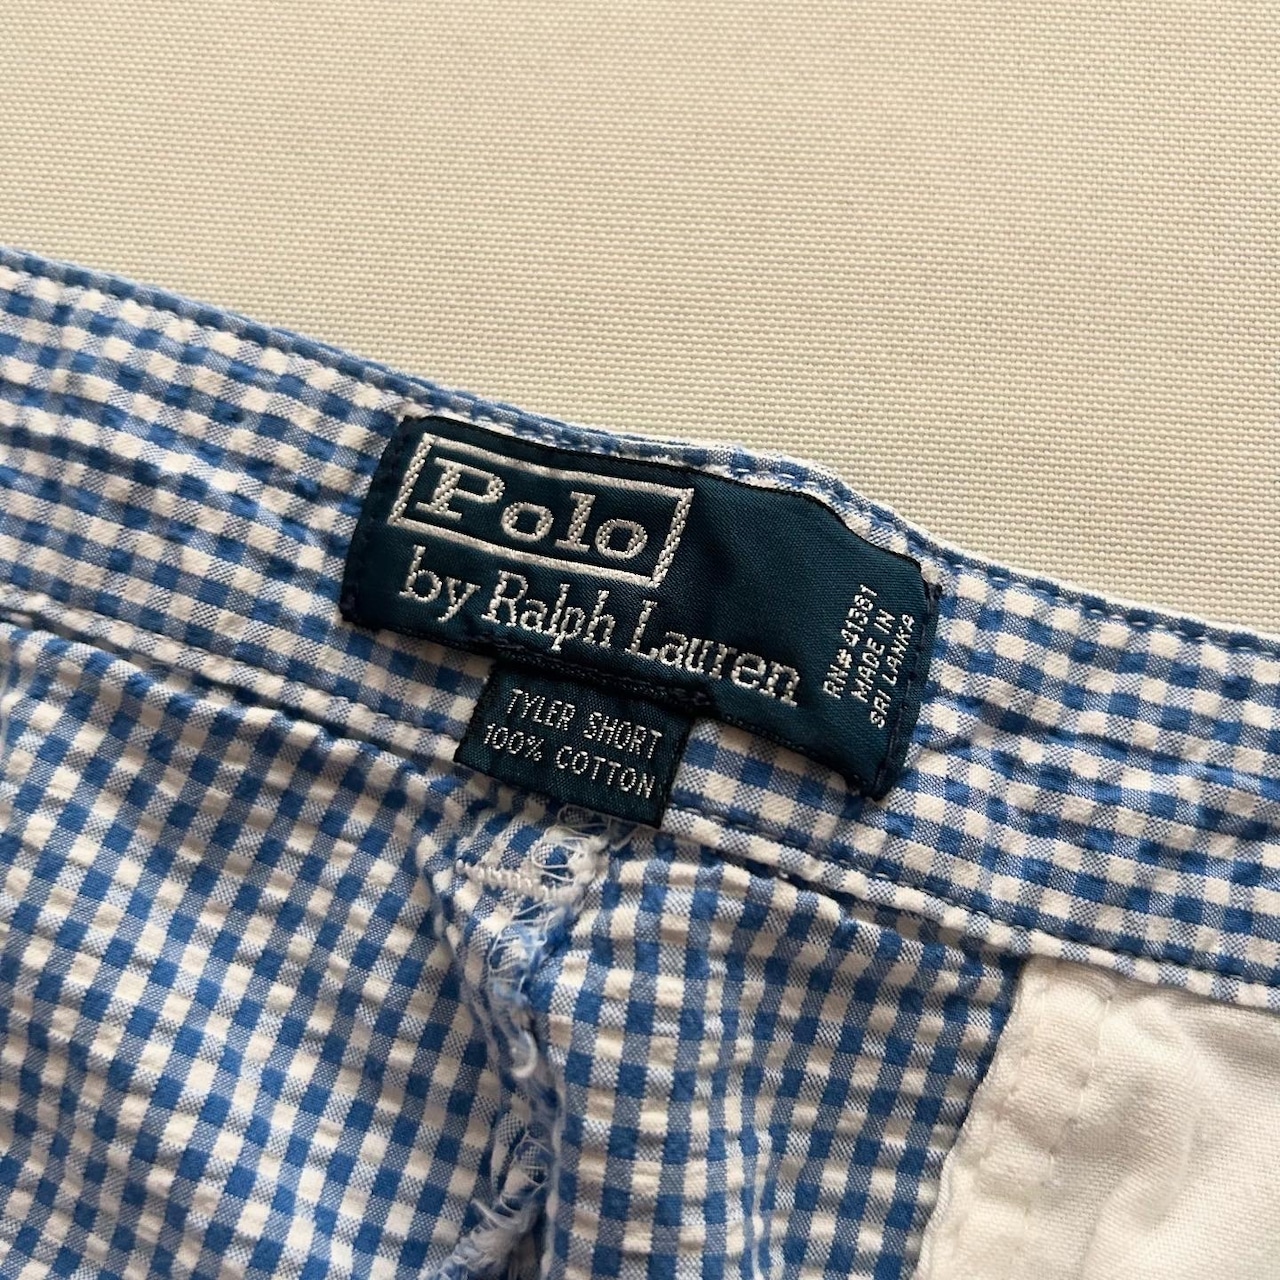 Polo
by Ralph Lauren
RN# 41381
MADE IN
SRI LANKA
TYLER SHORT
100% COTTON